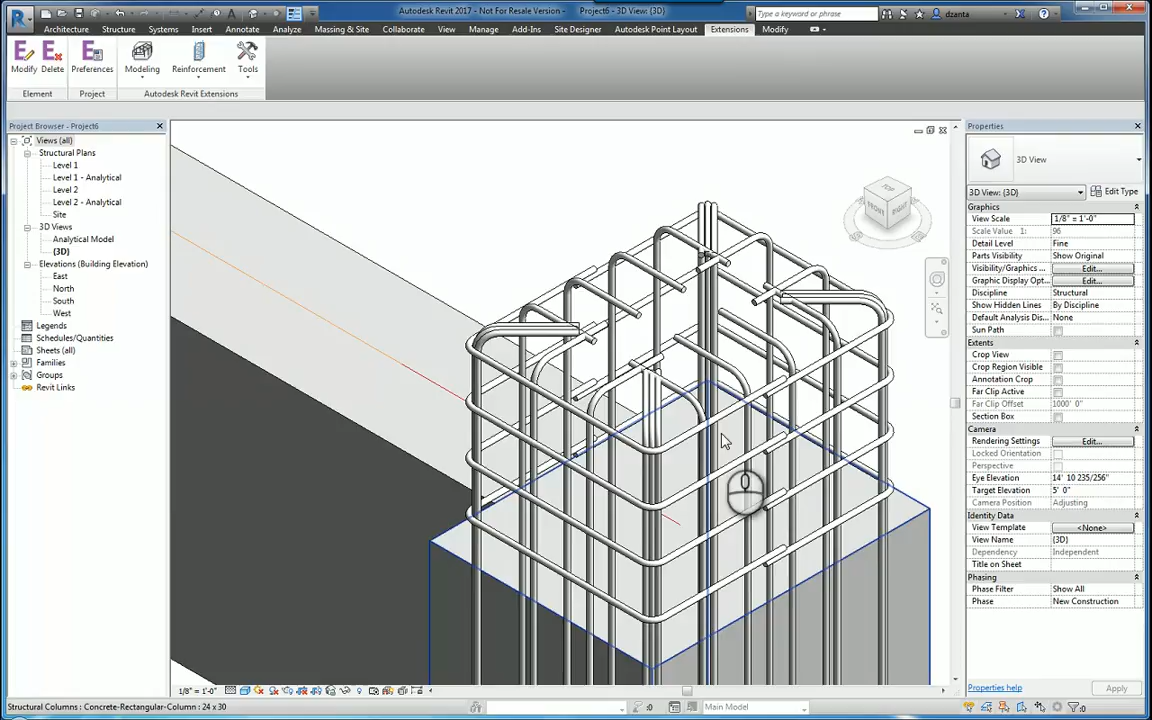 Autodesk Revit 2017 - Not For Resale Version - Project6 - 3D View: {3D}
Type a keyword or phrase
dzanta
Architecture Structure Systems Insert Annotate Analyze Massing & Site Collaborate View Manage Add-Ins Site Designer Autodesk Point Layout Extensions Modify
Modify Delete Preferences Modeling Reinforcement Tools
Element Project Autodesk Revit Extensions
Project Browser - Project6
Views (all)
Structural Plans
Level 1
Level 1 - Analytical
Level 2
Level 2 - Analytical
Site
3D Views
Analytical Model
{3D}
Elevations (Building Elevation)
East
North
South
West
Legends
Schedules/Quantities
Sheets (all)
Families
Groups
Revit Links
TOP
FRONT
RIGHT
Properties
3D View
3D View: {3D} Edit Type
Graphics
View Scale 1/8" = 1'-0"
Scale Value 1: 96
Detail Level Fine
Parts Visibility Show Original
Visibility/Graphics ... Edit...
Graphic Display Opt... Edit...
Discipline Structural
Show Hidden Lines By Discipline
Default Analysis Dis... None
Sun Path
Extents
Crop View
Crop Region Visible
Annotation Crop
Far Clip Active
Far Clip Offset 1000' 0"
Section Box
Camera
Rendering Settings Edit...
Locked Orientation
Perspective
Eye Elevation 14' 10 235/256"
Target Elevation 5' 0"
Camera Position Adjusting
Identity Data
View Template <None>
View Name {3D}
Dependency Independent
Title on Sheet
Phasing
Phase Filter Show All
Phase New Construction
Properties help Apply
1/8" = 1'-0"
Structural Columns : Concrete-Rectangular-Column : 24 x 30
:0 Main Model :0